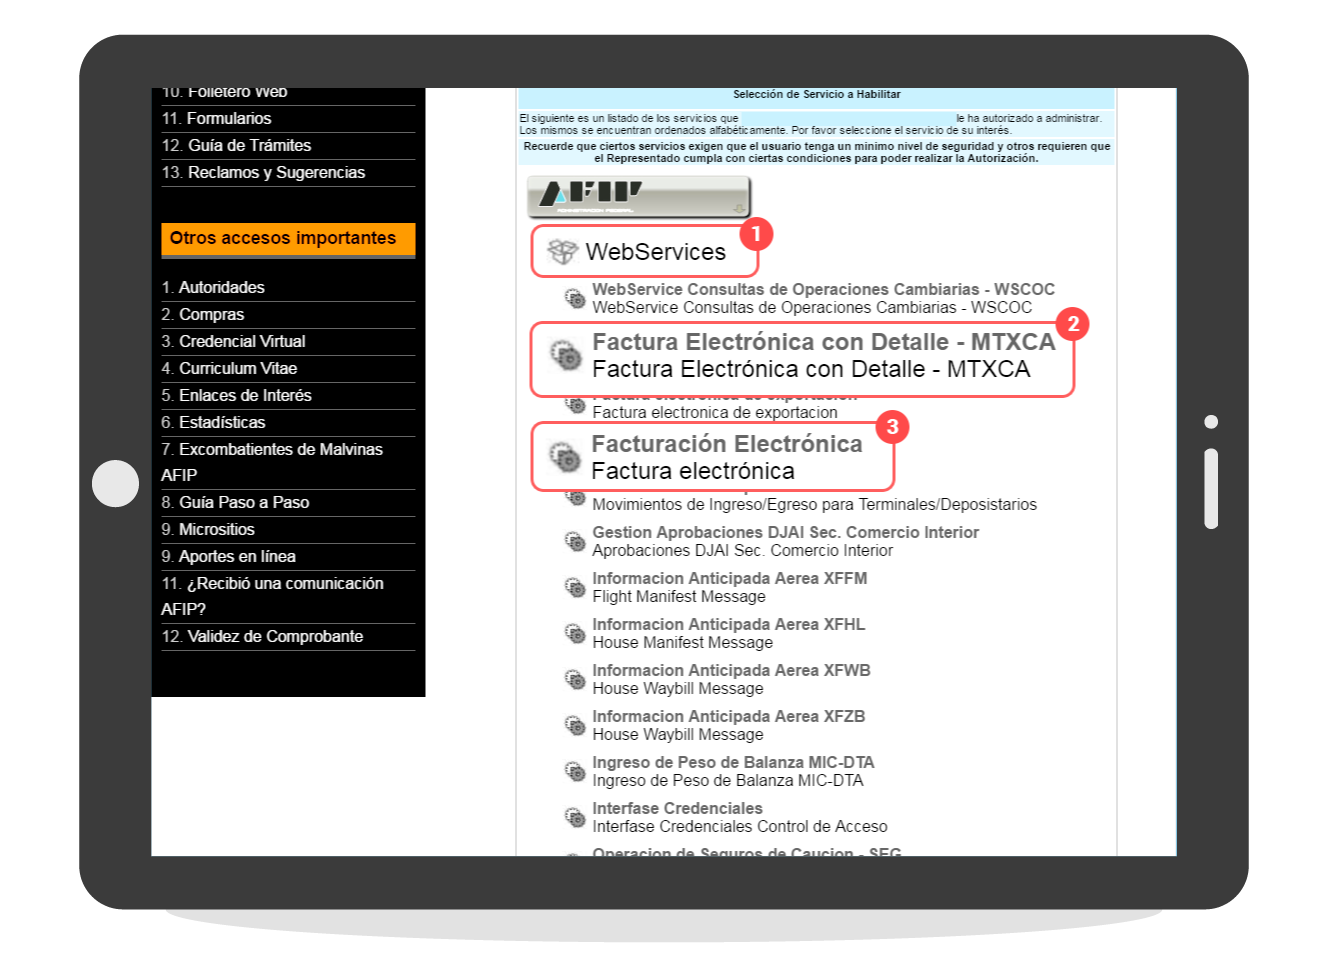 10. Folletero Web
11. Formularios
12. Guía de Trámites
13. Reclamos y Sugerencias
Otros accesos importantes
1. Autoridades
2. Compras
3. Credencial Virtual
4. Curriculum Vitae
5. Enlaces de Interés
6. Estadísticas
7. Excombatientes de Malvinas
AFIP
8. Guía Paso a Paso
9. Micrositios
9. Aportes en línea
11. ¿Recibió una comunicación
AFIP?
12. Validez de Comprobante
Selección de Servicio a Habilitar
El siguiente es un listado de los servicios que le ha autorizado a administrar.
Los mismos se encuentran ordenados alfabéticamente. Por favor seleccione el servicio de su interés.
Recuerde que ciertos servicios exigen que el usuario tenga un minimo nivel de seguridad y otros requieren que
el Representado cumpla con ciertas condiciones para poder realizar la Autorización.
AFIP
1
WebServices
WebService Consultas de Operaciones Cambiarias - WSCOC
WebService Consultas de Operaciones Cambiarias - WSCOC
2
Factura Electrónica con Detalle - MTXCA
Factura Electrónica con Detalle - MTXCA
Factura electronica de exportacion
Factura electronica de exportacion
3
Facturación Electrónica
Factura electrónica
Movimientos de Ingreso/Egreso para Terminales/Deposistarios
Gestion Aprobaciones DJAI Sec. Comercio Interior
Aprobaciones DJAI Sec. Comercio Interior
Informacion Anticipada Aerea XFFM
Flight Manifest Message
Informacion Anticipada Aerea XFHL
House Manifest Message
Informacion Anticipada Aerea XFWB
House Waybill Message
Informacion Anticipada Aerea XFZB
House Waybill Message
Ingreso de Peso de Balanza MIC-DTA
Ingreso de Peso de Balanza MIC-DTA
Interfase Credenciales
Interfase Credenciales Control de Acceso
Operacion de Seguros de Caucion - SEG